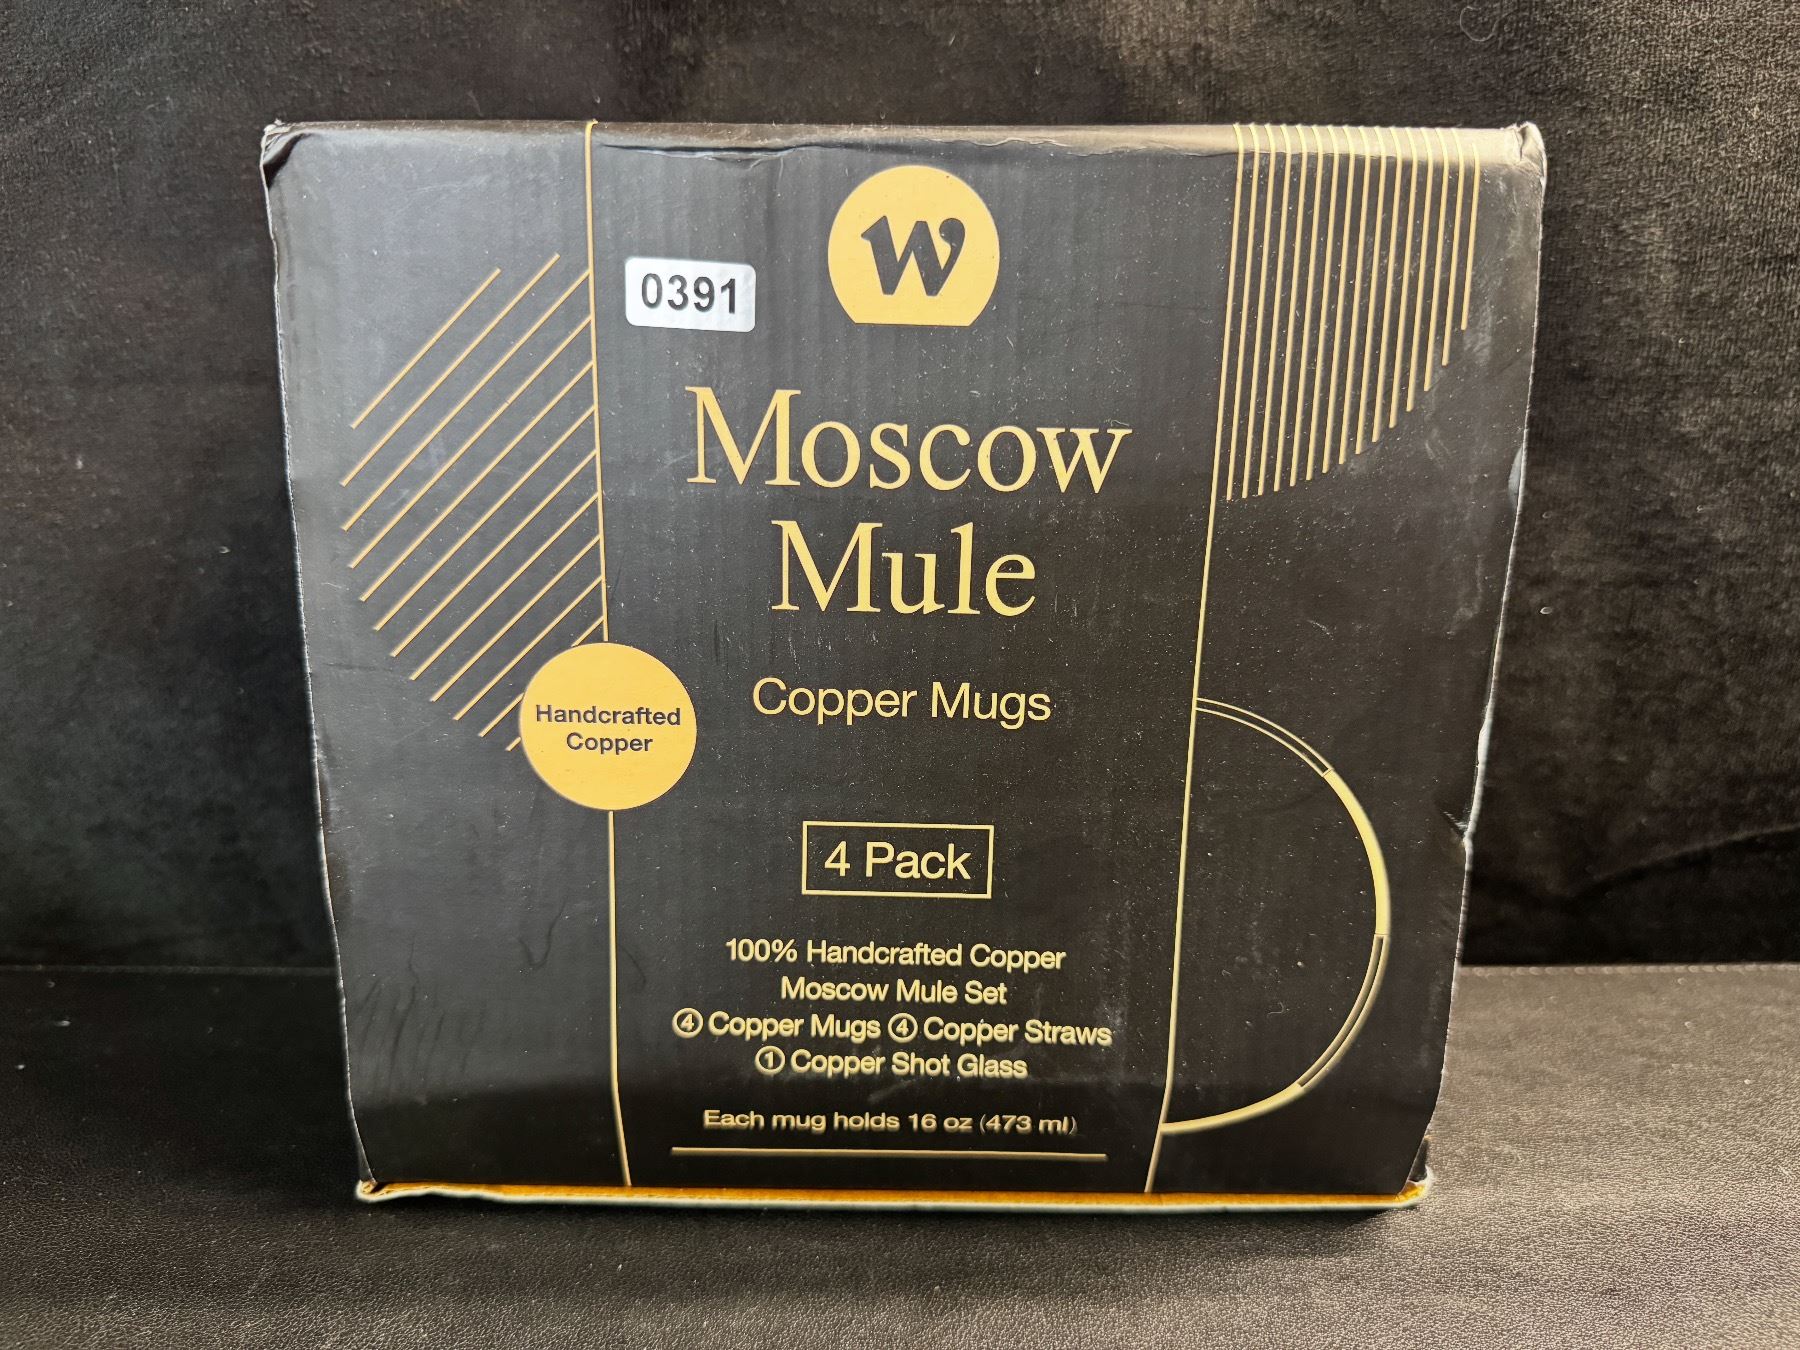 W
0391
Moscow
Mule
Copper Mugs
Handcrafted
Copper
4 Pack
100% Handcrafted Copper
Moscow Mule Set
④ Copper Mugs ④ Copper Straws
① Copper Shot Glass
Each mug holds 16 oz (473 ml)